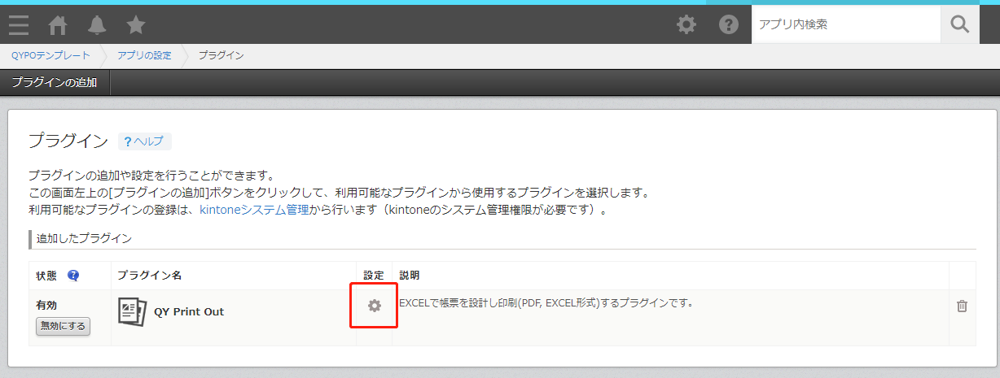 アプリ内検索
QYPOテンプレート アプリの設定 プラグイン
プラグインの追加
プラグイン ?ヘルプ
プラグインの追加や設定を行うことができます。
この画面左上の[プラグインの追加]ボタンをクリックして、利用可能なプラグインから使用するプラグインを選択します。
利用可能なプラグインの登録は、kintoneシステム管理から行います（kintoneのシステム管理権限が必要です）。
追加したプラグイン
状態 プラグイン名 設定 説明
有効 QY Print Out EXCELで帳票を設計し印刷(PDF, EXCEL形式)するプラグインです。
無効にする